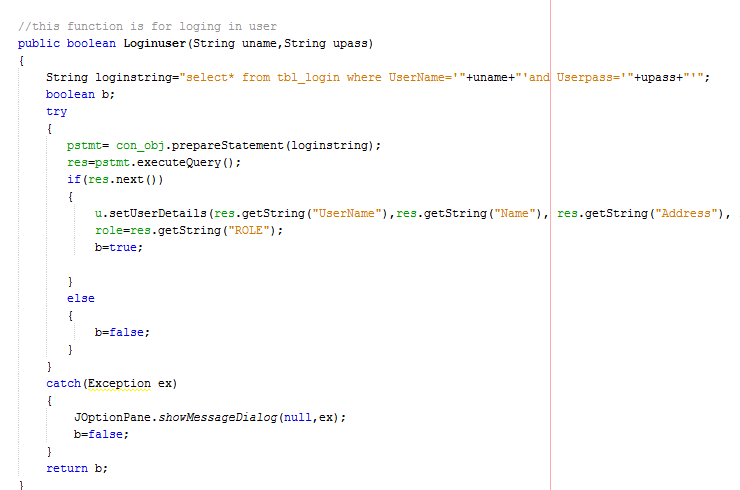 //this function is for loging in user
public boolean Loginuser(String uname,String upass)
{
String loginstring="select* from tbl_login where UserName='"+uname+"'and Userpass='"+upass+"'";
boolean b;
try
{
pstmt= con_obj.prepareStatement(loginstring);
res=pstmt.executeQuery();
if(res.next())
{
u.setUserDetails(res.getString("UserName"),res.getString("Name"), res.getString("Address"),
role=res.getString("ROLE");
b=true;
}
else
{
b=false;
}
}
catch(Exception ex)
{
JOptionPane.showMessageDialog(null,ex);
b=false;
}
return b;
}